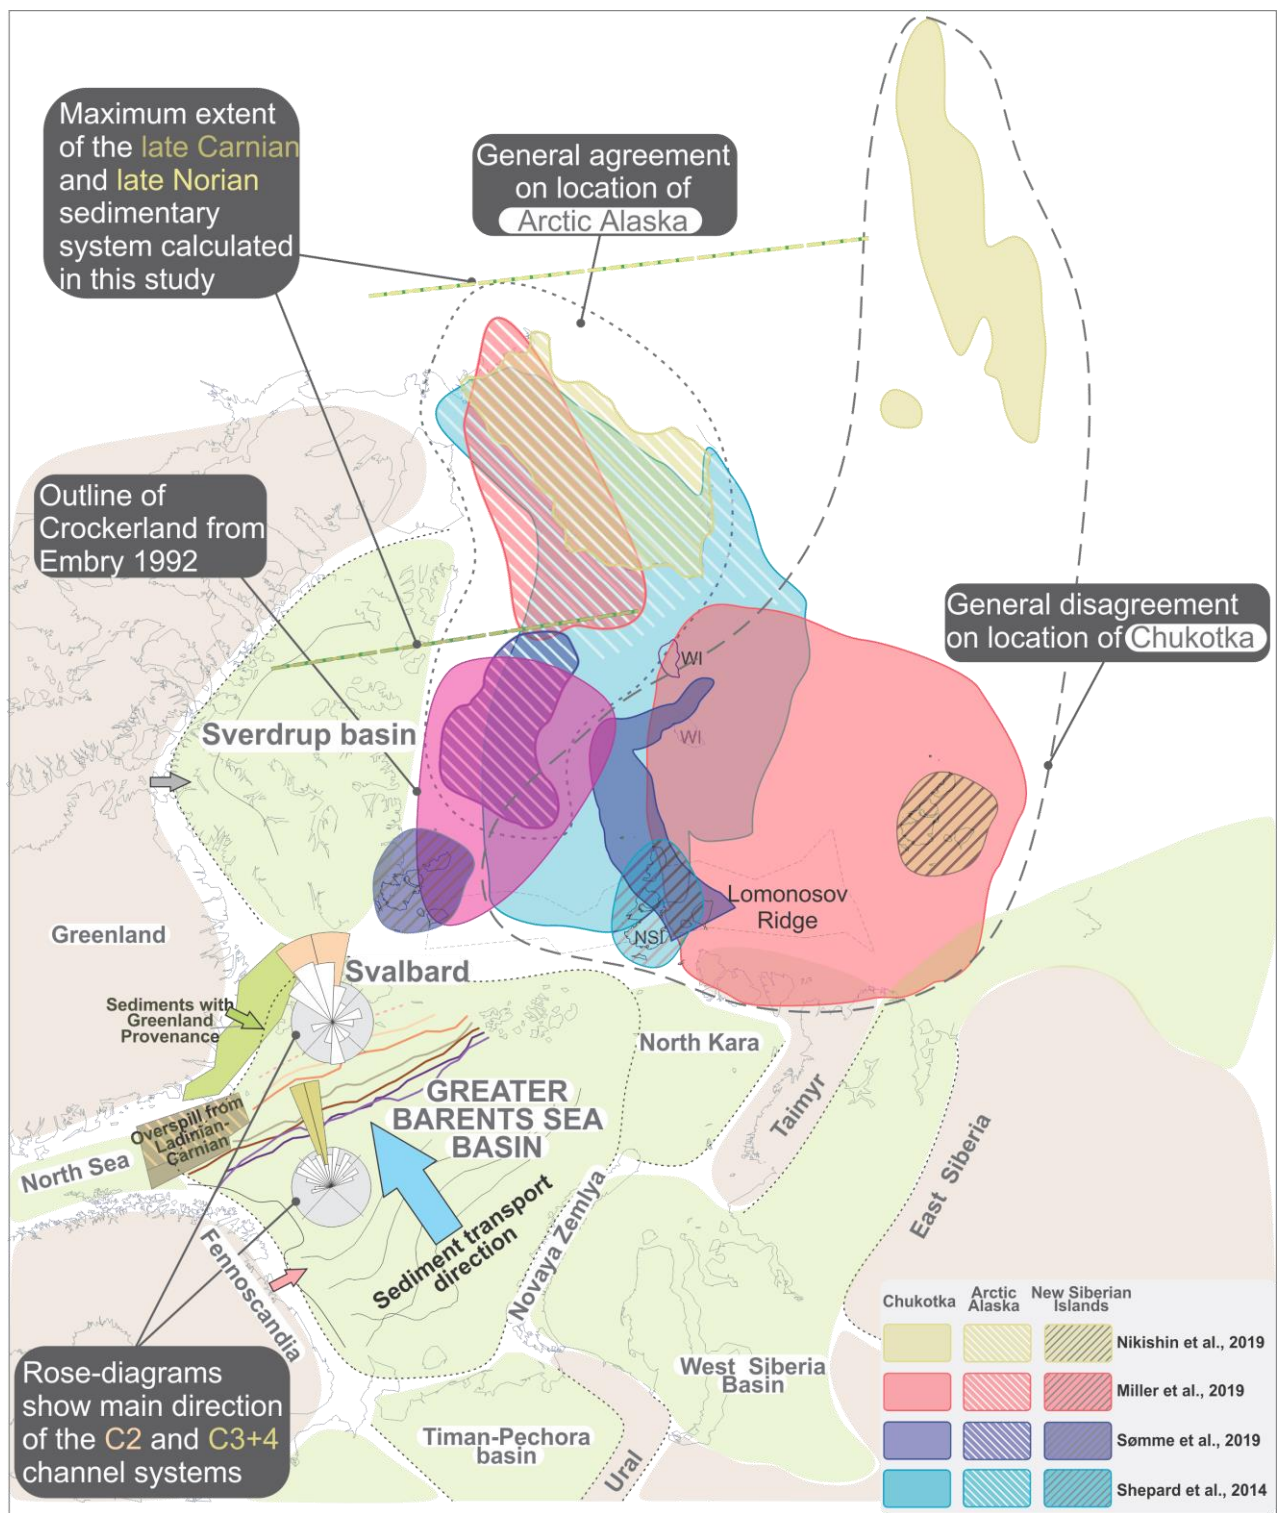 Maximum extent
of the late Carnian
and late Norian
sedimentary
system calculated
in this study
General agreement
on location of
Arctic Alaska
Outline of
Crockerland from
Embry 1992
General disagreement
on location of Chukotka
WI
WI
Sverdrup basin
Lomonosov
Ridge
NSI
Greenland
Svalbard
Sediments with
Greenland
Provenance
North Kara
GREATER
BARENTS SEA
BASIN
Taimyr
Overspill from
Ladinian-
Carnian
North Sea
East Siberia
Sediment transport
direction
Novaya Zemlya
Fennoscandia
West Siberia
Basin
Timan-Pechora
basin
Ural
Rose-diagrams
show main direction
of the C2 and C3+4
channel systems
Chukotka
Arctic
Alaska
New Siberian
Islands
Nikishin et al., 2019
Miller et al., 2019
Sømme et al., 2019
Shepard et al., 2014